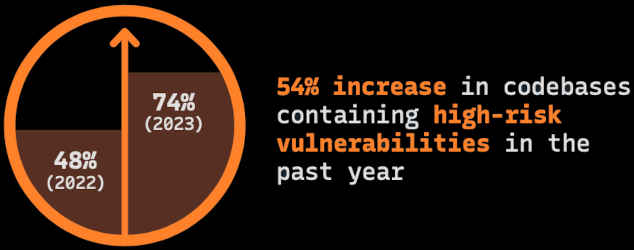 74%
(2023)
48%
(2022)
54% increase in codebases
containing high-risk
vulnerabilities in the
past year